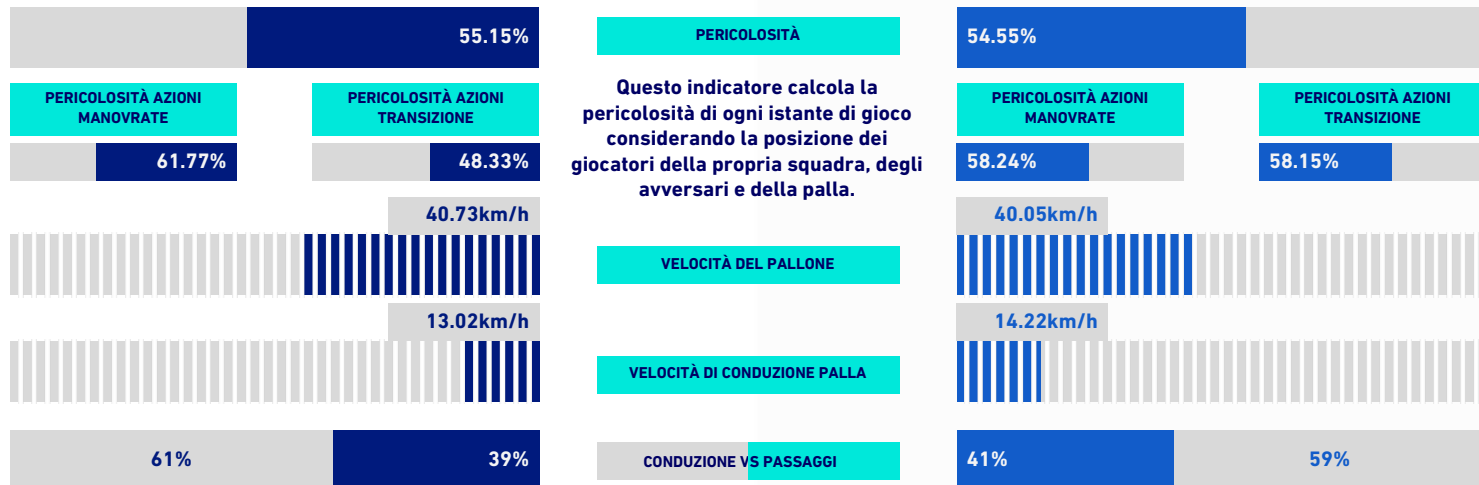 55.15%
PERICOLOSITÀ
54.55%
PERICOLOSITÀ AZIONI
MANOVRATE
PERICOLOSITÀ AZIONI
TRANSIZIONE
Questo indicatore calcola la
pericolosità di ogni istante di gioco
considerando la posizione dei
giocatori della propria squadra, degli
avversari e della palla.
PERICOLOSITÀ AZIONI
MANOVRATE
PERICOLOSITÀ AZIONI
TRANSIZIONE
61.77%
48.33%
58.24%
58.15%
40.73km/h
VELOCITÀ DEL PALLONE
40.05km/h
13.02km/h
VELOCITÀ DI CONDUZIONE PALLA
14.22km/h
61%
39%
CONDUZIONE VS PASSAGGI
41%
59%